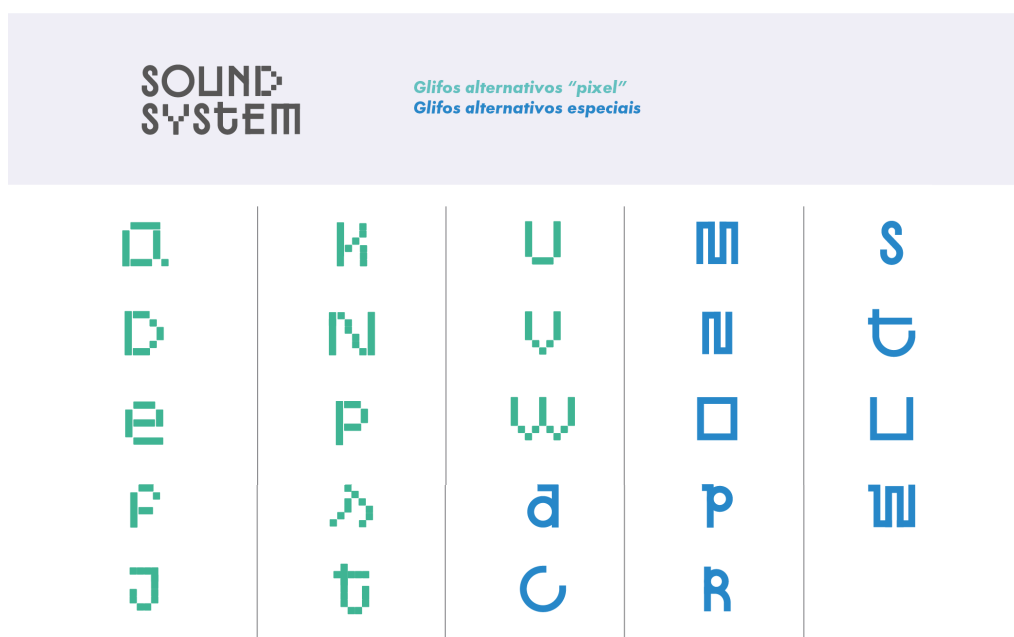 SOUND
SYStEM
Glifos alternativos “pixel”
Glifos alternativos especiais
a K U M S
D N V N t
e P W O U
F a P W
J t C R